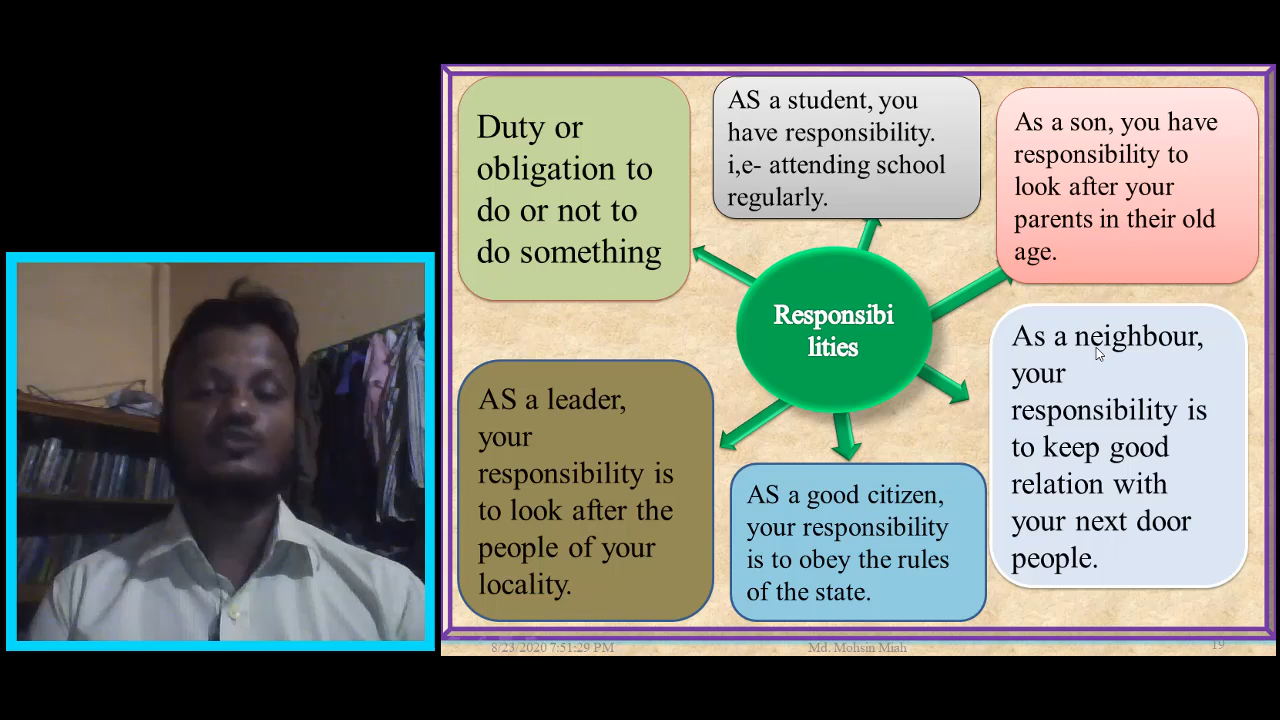 Duty or
obligation to
do or not to
do something
AS a student, you
have responsibility.
i,e- attending school
regularly.
As a son, you have
responsibility to
look after your
parents in their old
age.
Responsibi
lities
As a neighbour,
your
responsibility is
to keep good
relation with
your next door
people.
AS a leader,
your
responsibility is
to look after the
people of your
locality.
AS a good citizen,
your responsibility
is to obey the rules
of the state.
8/23/2020 7:51:29 PM
Md. Mohsin Miah
19